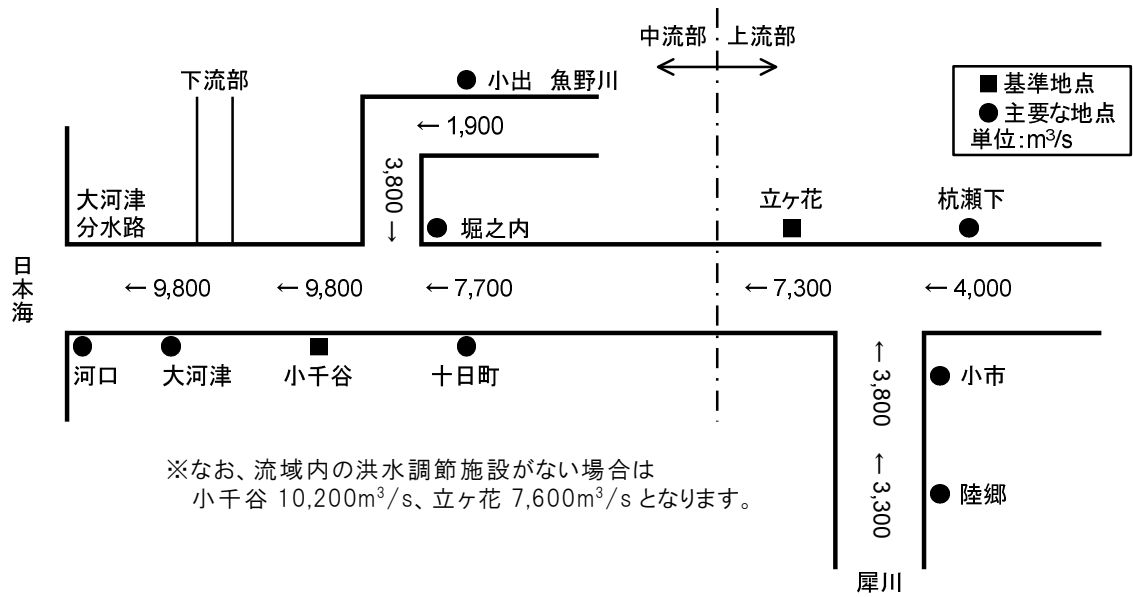 中流部 上流部
下流部
小出 魚野川
■ 基準地点
● 主要な地点
単位:m³/s
← 1,900
3,800 →
大河津
分水路
堀之内
立ヶ花
杭瀬下
日本海
← 9,800
← 9,800
← 7,700
← 7,300
← 4,000
河口
大河津
小千谷
十日町
← 3,800
小市
← 3,300
陸郷
犀川
※なお、流域内の洪水調節施設がない場合は
小千谷 10,200m³/s、立ヶ花 7,600m³/sとなります。